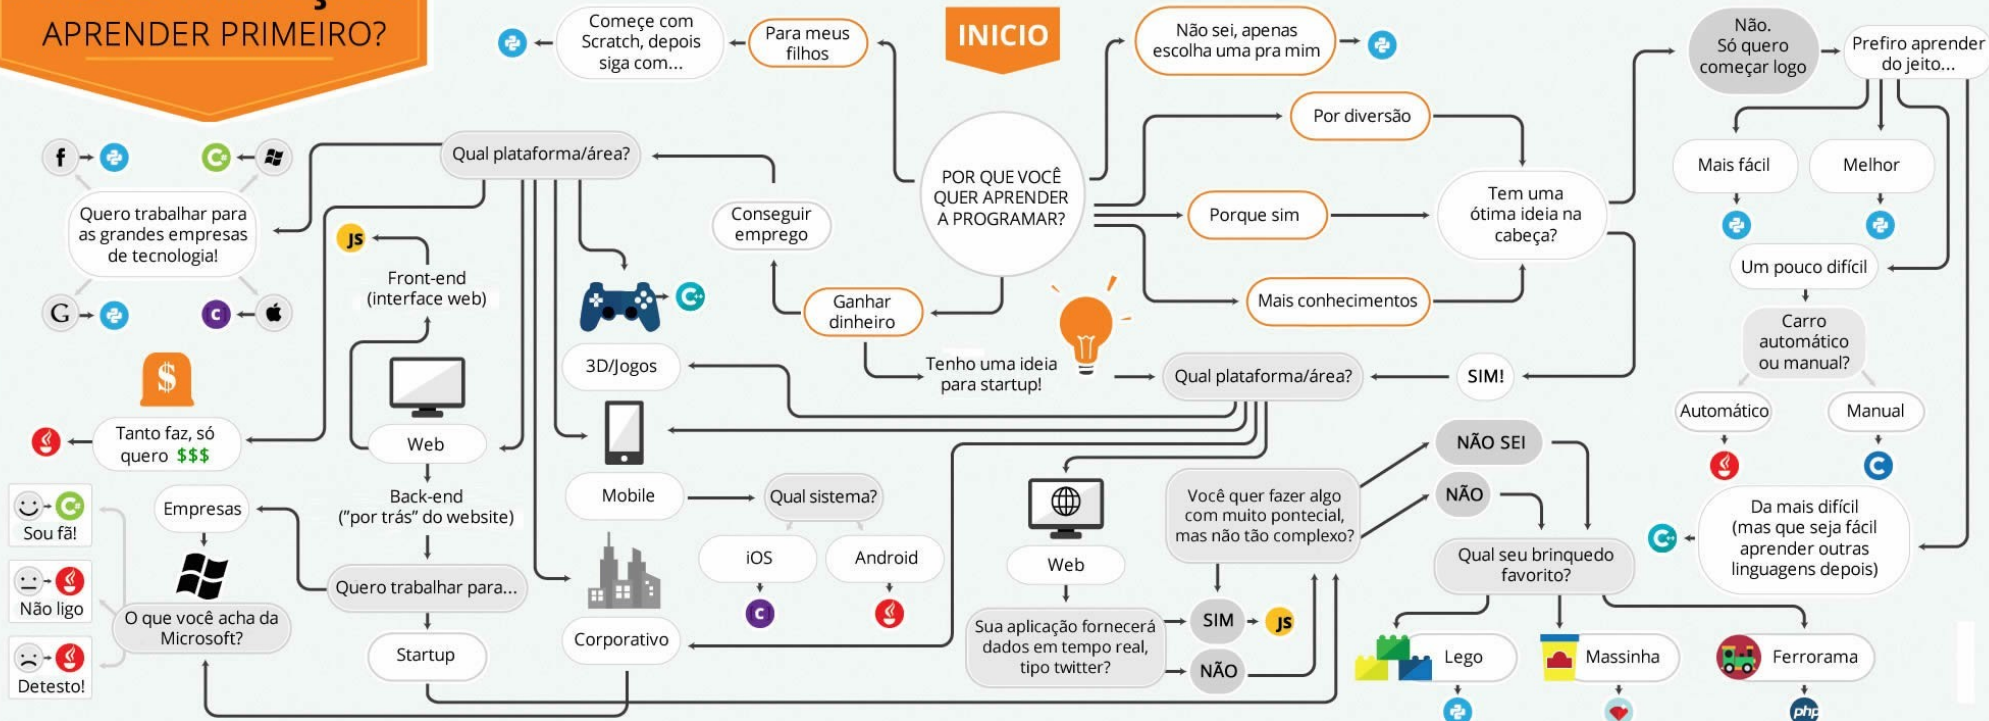 APRENDER PRIMEIRO?
INICIO
Começe com
Scratch, depois
siga com...
Para meus
filhos
Não sei, apenas
escolha uma pra mim
Não.
Só quero
começar logo
Prefiro aprender
do jeito...
Por diversão
Qual plataforma/área?
POR QUE VOCÊ
QUER APRENDER
A PROGRAMAR?
Mais fácil
Melhor
f
C#
Quero trabalhar para
as grandes empresas
de tecnologia!
Conseguir
emprego
Porque sim
Tem uma
ótima ideia na
cabeça?
JS
Front-end
(interface web)
Um pouco difícil
G
C
C++
Ganhar
dinheiro
Mais conhecimentos
Carro
automático
ou manual?
$
3D/Jogos
Tenho uma ideia
para startup!
Qual plataforma/área?
SIM!
Automático
Manual
C
Tanto faz, só
quero $$$
Web
NÃO SEI
Empresas
Back-end
("por trás" do website)
Mobile
Qual sistema?
Você quer fazer algo
com muito pontecial,
mas não tão complexo?
NÃO
Da mais difícil
(mas que seja fácil
aprender outras
linguagens depois)
C++
C#
Sou fã!
iOS
Android
Web
Qual seu brinquedo
favorito?
Não ligo
Quero trabalhar para...
C
O que você acha da
Microsoft?
Startup
Corporativo
Sua aplicação fornecerá
dados em tempo real,
tipo twitter?
SIM
JS
NÃO
Lego
Massinha
Ferrorama
Detesto!
php